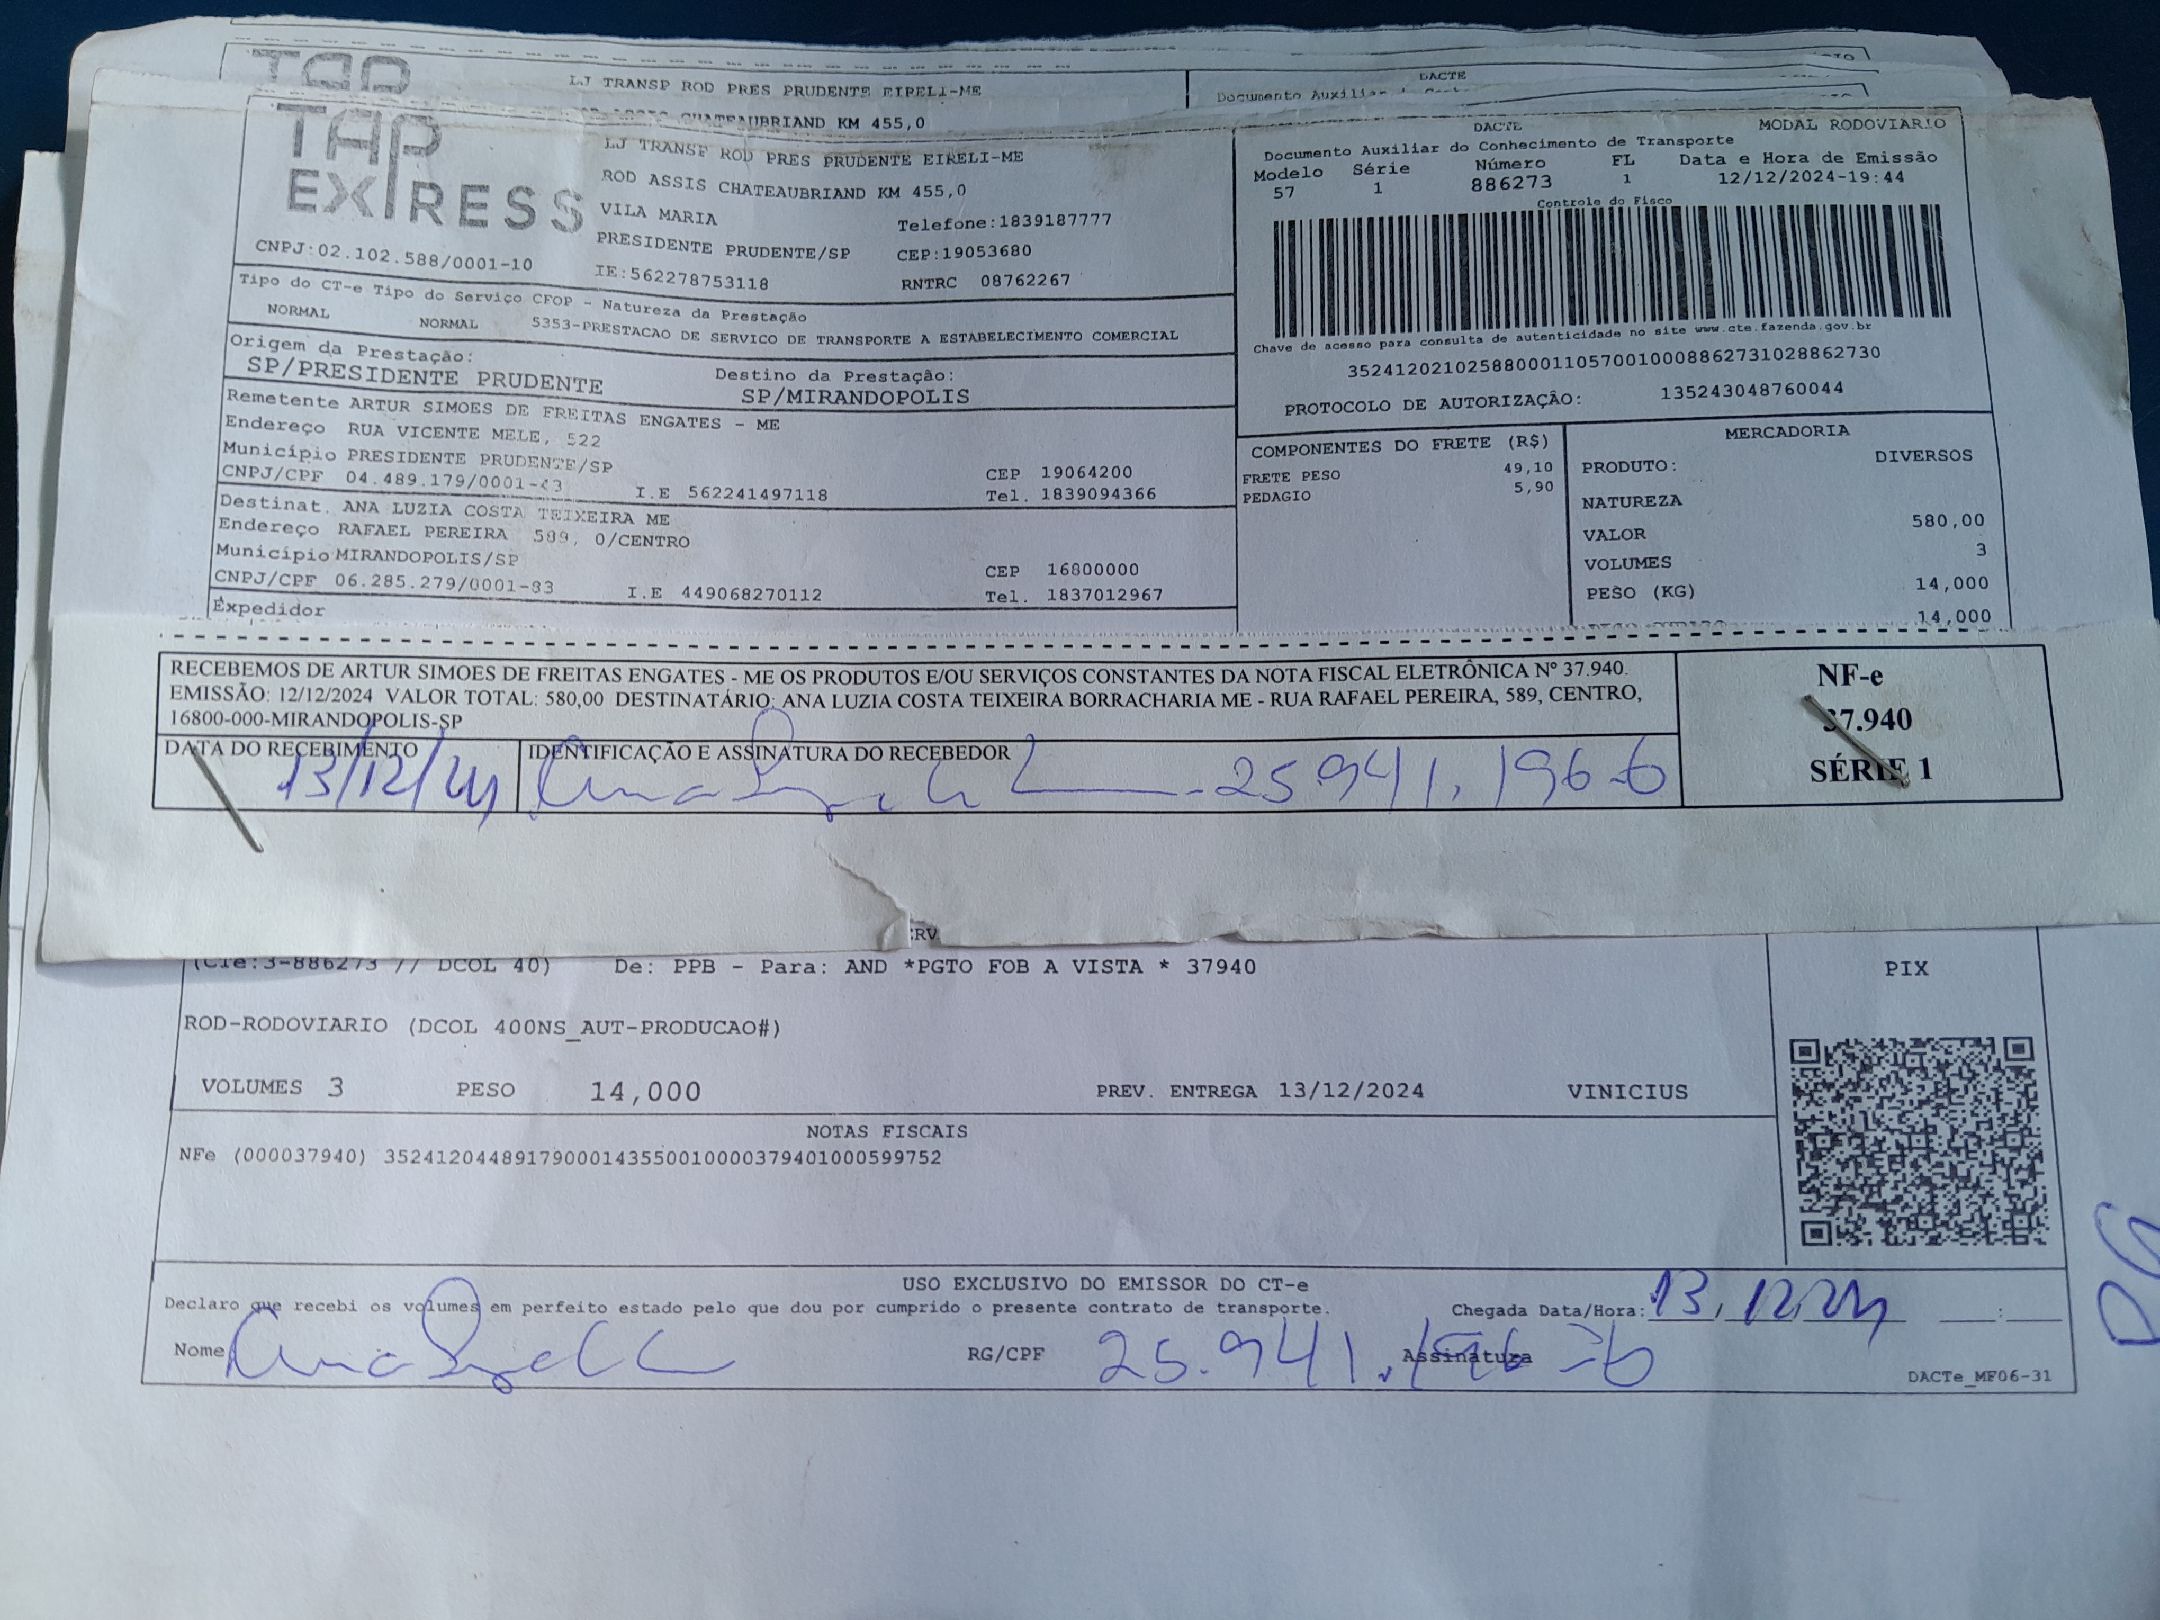 TAP
LJ TRANSP ROD PRES PRUDENTE EIRELI-ME
DACTE
Documento Auxiliar
CHATEAUBRIAND KM 455,0
TAP EXPRESS
CNPJ:02.102.588/0001-10
LJ TRANSP ROD PRES PRUDENTE EIRELI-ME
ROD ASSIS CHATEAUBRIAND KM 455,0
VILA MARIA Telefone:1839187777
PRESIDENTE PRUDENTE/SP CEP:19053680
IE:562278753118 RNTRC 08762267
DACTE MODAL RODOVIARIO
Documento Auxiliar do Conhecimento de Transporte
Modelo Série Número FL Data e Hora de Emissão
57 1 886273 1 12/12/2024-19:44
Controle do Fisco
Chave de acesso para consulta de autenticidade no site www.cte.fazenda.gov.br
35241202102588000110570010008862731028862730
PROTOCOLO DE AUTORIZAÇÃO: 135243048760044
Tipo do CT-e Tipo do Serviço CFOP - Natureza da Prestação
NORMAL NORMAL 5353-PRESTACAO DE SERVICO DE TRANSPORTE A ESTABELECIMENTO COMERCIAL
Origem da Prestação: Destino da Prestação:
SP/PRESIDENTE PRUDENTE SP/MIRANDOPOLIS
Remetente ARTUR SIMOES DE FREITAS ENGATES - ME
Endereço RUA VICENTE MELE, 522
Município PRESIDENTE PRUDENTE/SP CEP 19064200
CNPJ/CPF 04.489.179/0001-43 I.E 562241497118 Tel. 1839094366
Destinat. ANA LUZIA COSTA TEIXEIRA ME
Endereço RAFAEL PEREIRA 589, 0/CENTRO
Município MIRANDOPOLIS/SP CEP 16800000
CNPJ/CPF 06.285.279/0001-83 I.E 449068270112 Tel. 1837012967
Expedidor
COMPONENTES DO FRETE (R$)
FRETE PESO 49,10
PEDAGIO 5,90
MERCADORIA
PRODUTO: DIVERSOS
NATUREZA
VALOR 580,00
VOLUMES 3
PESO (KG) 14,000
14,000
RECEBEMOS DE ARTUR SIMOES DE FREITAS ENGATES - ME OS PRODUTOS E/OU SERVIÇOS CONSTANTES DA NOTA FISCAL ELETRÔNICA Nº 37.940.
EMISSÃO: 12/12/2024 VALOR TOTAL: 580,00 DESTINATÁRIO: ANA LUZIA COSTA TEIXEIRA BORRACHARIA ME - RUA RAFAEL PEREIRA, 589, CENTRO,
16800-000-MIRANDOPOLIS-SP
DATA DO RECEBIMENTO IDENTIFICAÇÃO E ASSINATURA DO RECEBEDOR
13/12/24 25.941.196-6
NF-e
37.940
SÉRIE 1
(Cte:3-886273 // DCOL 40) De: PPB - Para: AND *PGTO FOB A VISTA * 37940
PIX
ROD-RODOVIARIO (DCOL 400NS_AUT-PRODUCAO#)
VOLUMES 3 PESO 14,000 PREV. ENTREGA 13/12/2024 VINICIUS
NOTAS FISCAIS
NFe (000037940) 35241204489179000143550010000379401000599752
USO EXCLUSIVO DO EMISSOR DO CT-e
Declaro que recebi os volumes em perfeito estado pelo que dou por cumprido o presente contrato de transporte. Chegada Data/Hora: 13,12,24
Nome RG/CPF 25.941.196-6 Assinatura
DACTe_MF06-31